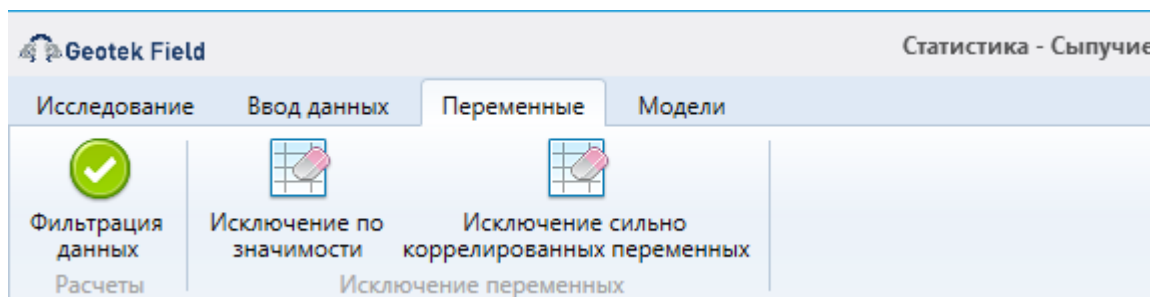 Geotek Field
Статистика - Сыпучие
Исследование Ввод данных Переменные Модели
Фильтрация данных
Исключение по значимости
Исключение сильно коррелированных переменных
Расчеты
Исключение переменных